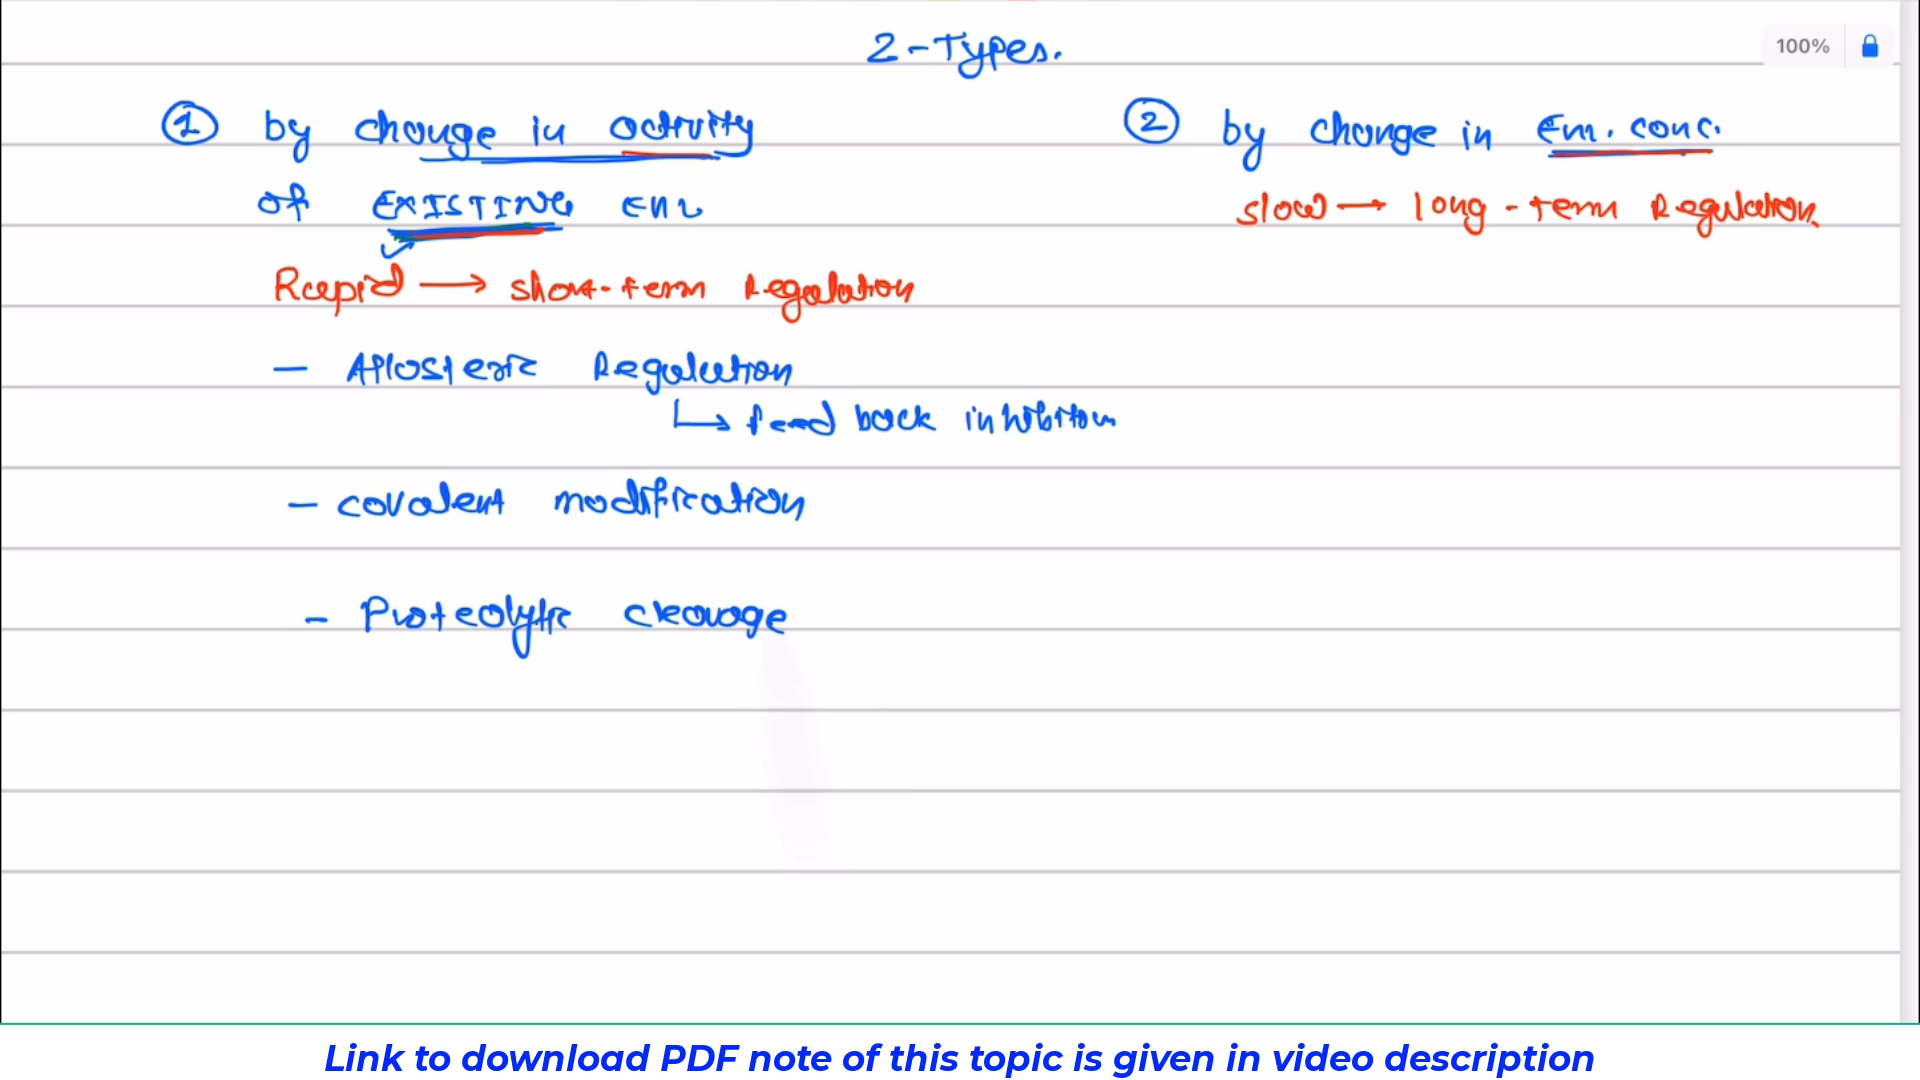 2-Types.
100%
① by change in activity
of EXISTING Enz
Rapid → short-term Regulation
- Allosteric Regulation
↳ feed back inhibition
- covalent modification
- Proteolytic cleavage
② by change in Enz. conc.
slow → long-term Regulation.
Link to download PDF note of this topic is given in video description